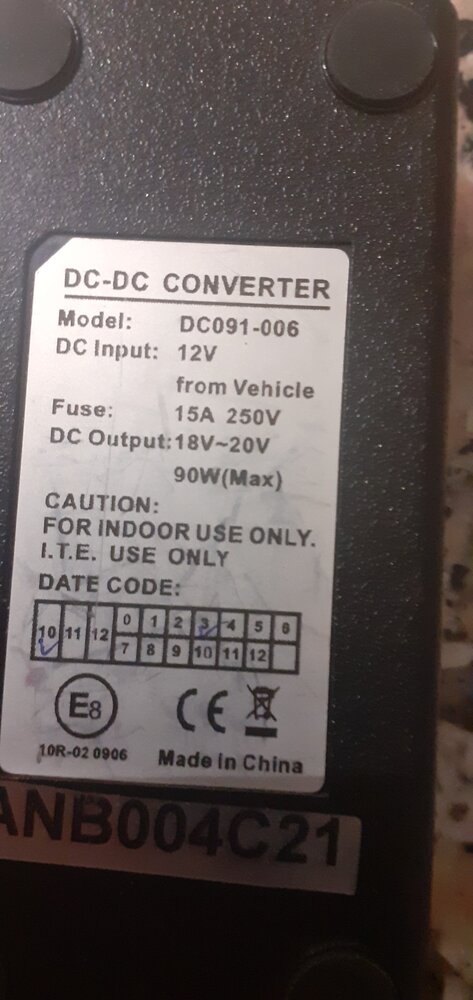 DC-DC CONVERTER
Model: DC091-006
DC Input: 12V
from Vehicle
Fuse: 15A 250V
DC Output: 18V~20V
90W(Max)
CAUTION:
FOR INDOOR USE ONLY.
I.T.E. USE ONLY
DATE CODE:
10 11 12 0 1 2 3 4 5 6
7 8 9 10 11 12
E8 CE
10R-02 0906 Made in China
ANB004C21